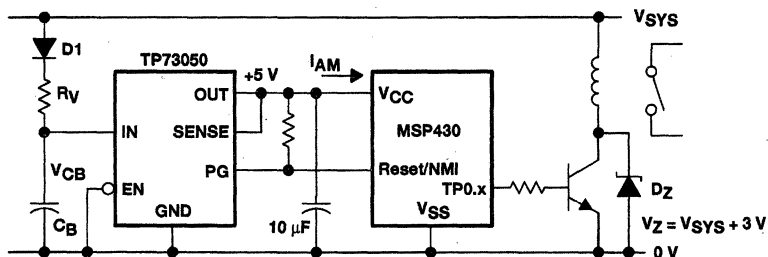 VSYS
D1
TP73050
+5 V
IAM
RV
OUT
VCC
IN
SENSE
MSP430
VCB
PG
Reset/NMI
EN
TP0.x
DZ
CB
GND
10 μF
VSS
VZ = VSYS + 3 V
0 V